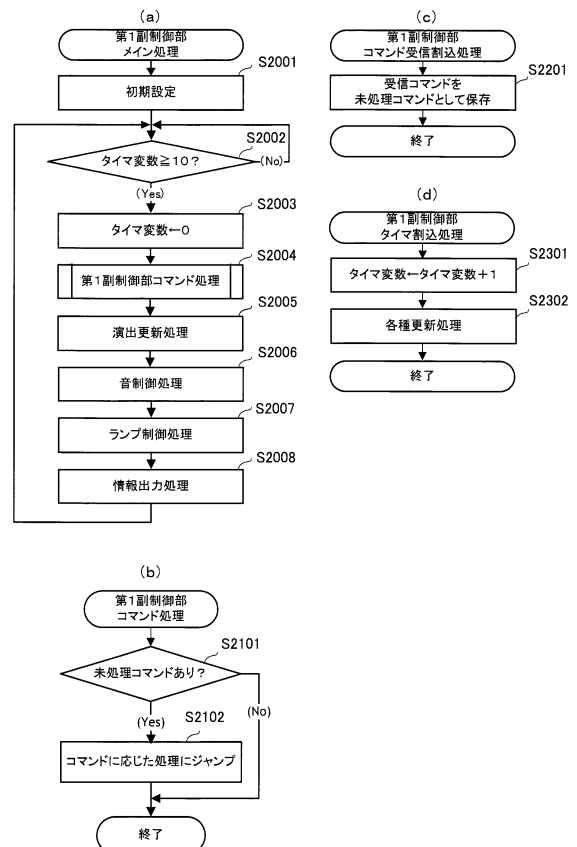 (a)
第1副制御部
メイン処理
S2001
初期設定
S2002
タイマ変数≧10?
(No)
(Yes)
S2003
タイマ変数←0
S2004
第1副制御部コマンド処理
S2005
演出更新処理
S2006
音制御処理
S2007
ランプ制御処理
S2008
情報出力処理
(b)
第1副制御部
コマンド処理
S2101
未処理コマンドあり?
(No)
(Yes)
S2102
コマンドに応じた処理にジャンプ
終了
(c)
第1副制御部
コマンド受信割込処理
S2201
受信コマンドを
未処理コマンドとして保存
終了
(d)
第1副制御部
タイマ割込処理
S2301
タイマ変数←タイマ変数+1
S2302
各種更新処理
終了